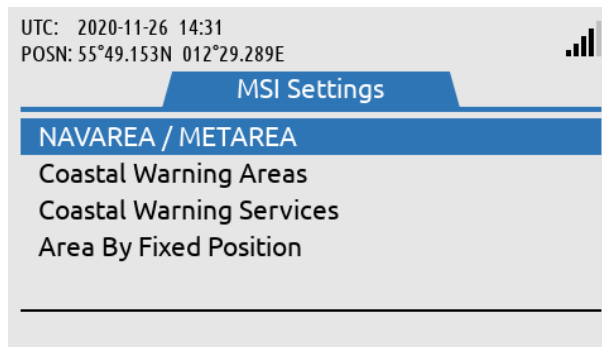 UTC: 2020-11-26 14:31
POSN: 55°49.153N 012°29.289E
MSI Settings
NAVAREA / METAREA
Coastal Warning Areas
Coastal Warning Services
Area By Fixed Position